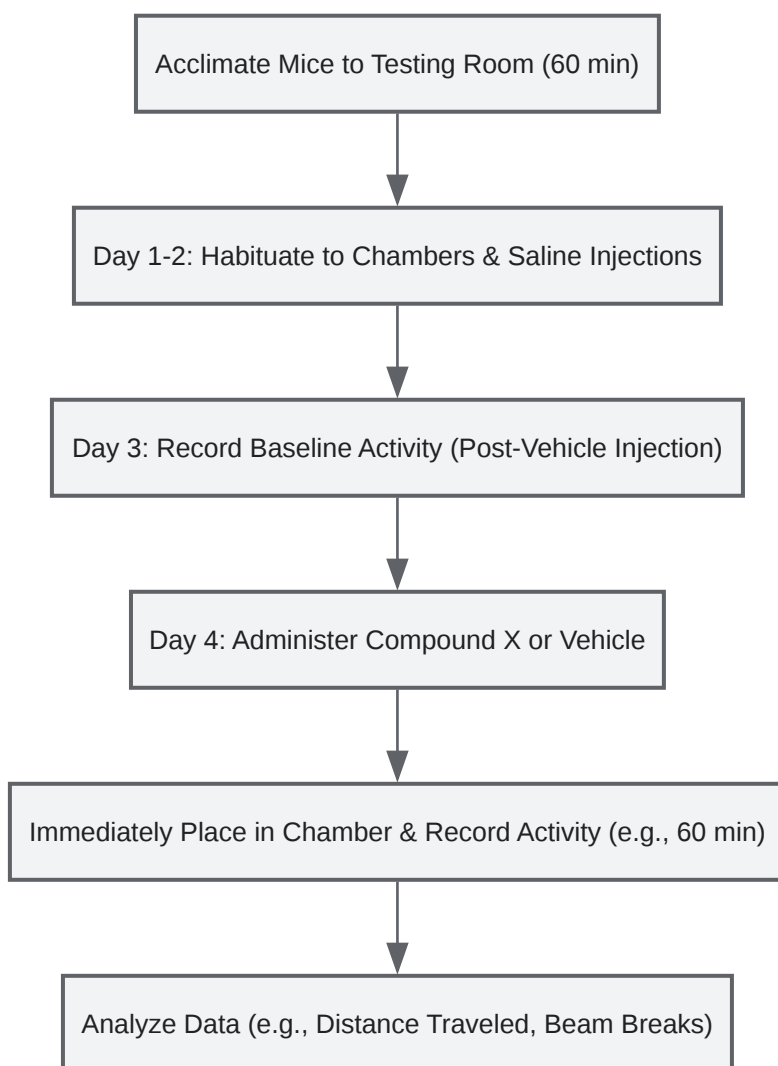 Acclimate Mice to Testing Room (60 min)
Day 1-2: Habituate to Chambers & Saline Injections
Day 3: Record Baseline Activity (Post-Vehicle Injection)
Day 4: Administer Compound X or Vehicle
Immediately Place in Chamber & Record Activity (e.g., 60 min)
Analyze Data (e.g., Distance Traveled, Beam Breaks)